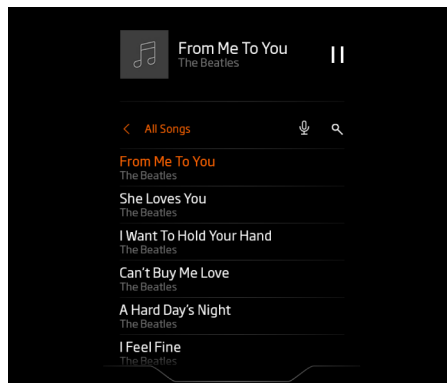 From Me To You
The Beatles
All Songs
From Me To You
The Beatles
She Loves You
The Beatles
I Want To Hold Your Hand
The Beatles
Can't Buy Me Love
The Beatles
A Hard Day's Night
The Beatles
I Feel Fine
The Beatles